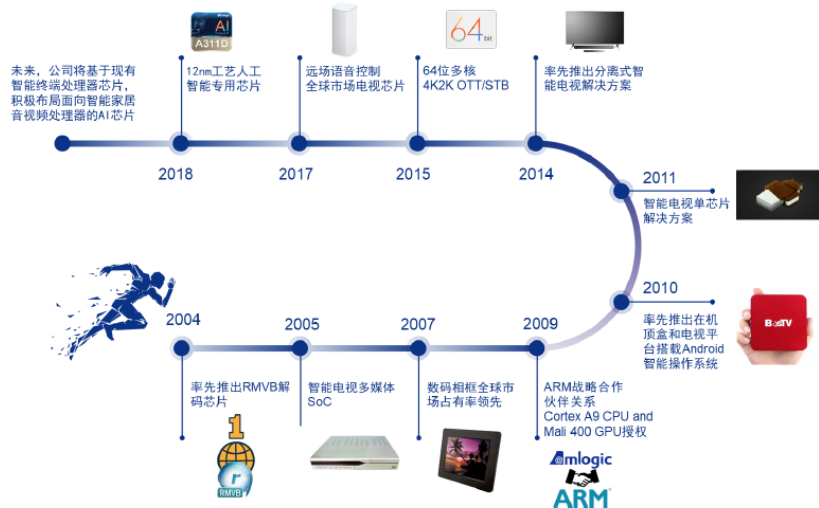 Amlogic
AI
A311D
64
bit
未来，公司将基于现有
智能终端处理器芯片，
积极布局面向智能家居
音视频处理器的AI芯片
12nm工艺人工
智能专用芯片
远场语音控制
全球市场电视芯片
64位多核
4K2K OTT/STB
率先推出分离式智
能电视解决方案
2018
2017
2015
2014
2011
智能电视单芯片
解决方案
2010
率先推出在机
顶盒和电视平
台搭载Android
智能操作系统
BesTV
2004
2005
2007
2009
率先推出RMVB解
码芯片
智能电视多媒体
SoC
数码相框全球市
场占有率领先
ARM战略合作
伙伴关系
Cortex A9 CPU and
Mali 400 GPU授权
1
r
RMVB
Amlogic
ARM